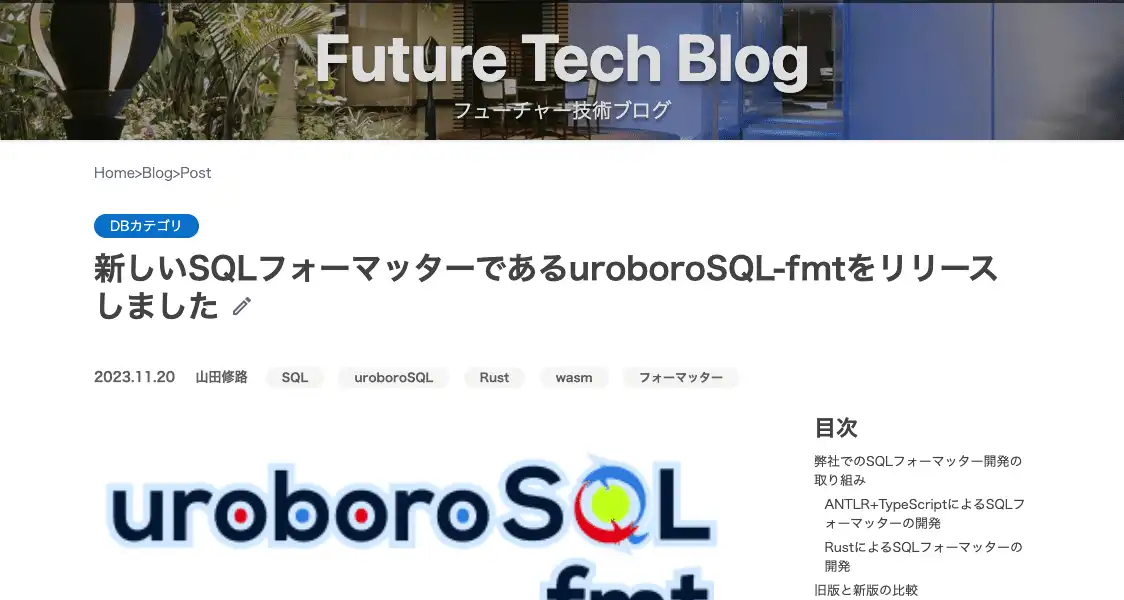 Future Tech Blog
フューチャー技術ブログ
Home>Blog>Post
DBカテゴリ
新しいSQLフォーマッターであるuroboroSQL-fmtをリリース
しました
2023.11.20 山田修路 SQL uroboroSQL Rust wasm フォーマッター
uroboroSQL
fmt
目次
弊社でのSQLフォーマッター開発の
取り組み
ANTLR+TypeScriptによるSQLフ
ォーマッターの開発
RustによるSQLフォーマッターの
開発
旧版と新版の比較